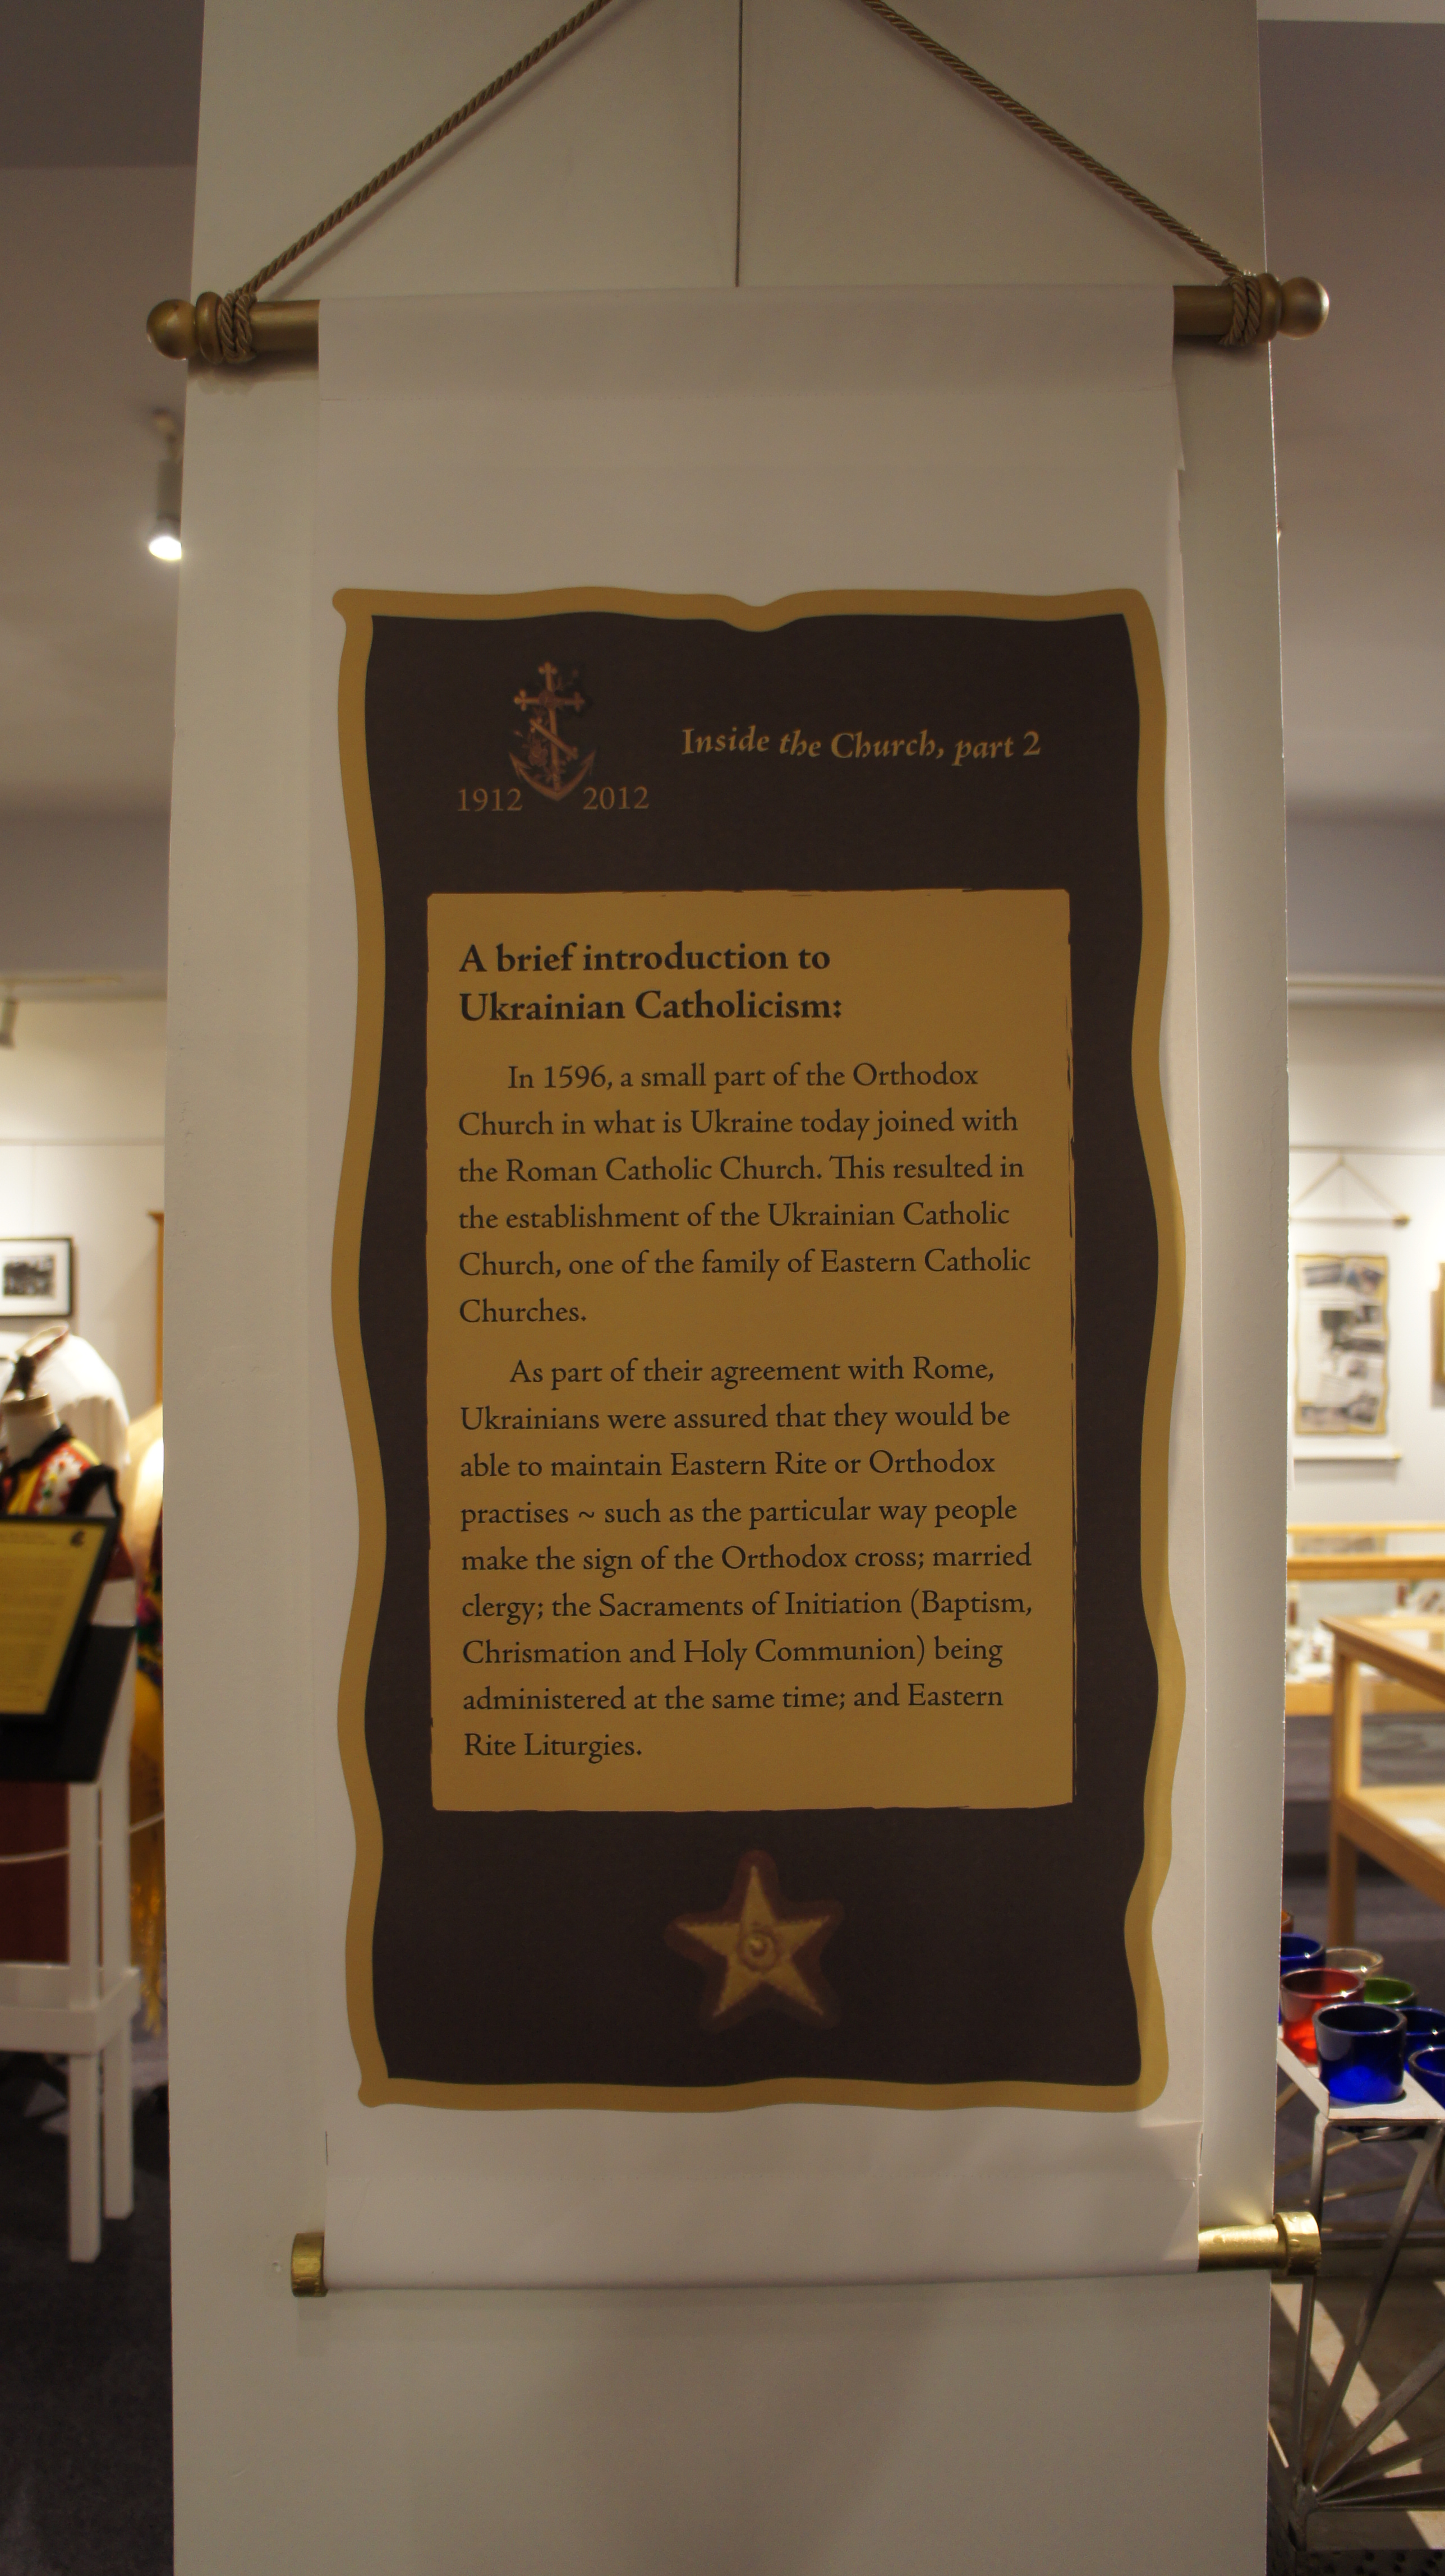 1912 2012
Inside the Church, part 2
A brief introduction to
Ukrainian Catholicism:
In 1596, a small part of the Orthodox
Church in what is Ukraine today joined with
the Roman Catholic Church. This resulted in
the establishment of the Ukrainian Catholic
Church, one of the family of Eastern Catholic
Churches.
As part of their agreement with Rome,
Ukrainians were assured that they would be
able to maintain Eastern Rite or Orthodox
practises ~ such as the particular way people
make the sign of the Orthodox cross; married
clergy; the Sacraments of Initiation (Baptism,
Chrismation and Holy Communion) being
administered at the same time; and Eastern
Rite Liturgies.